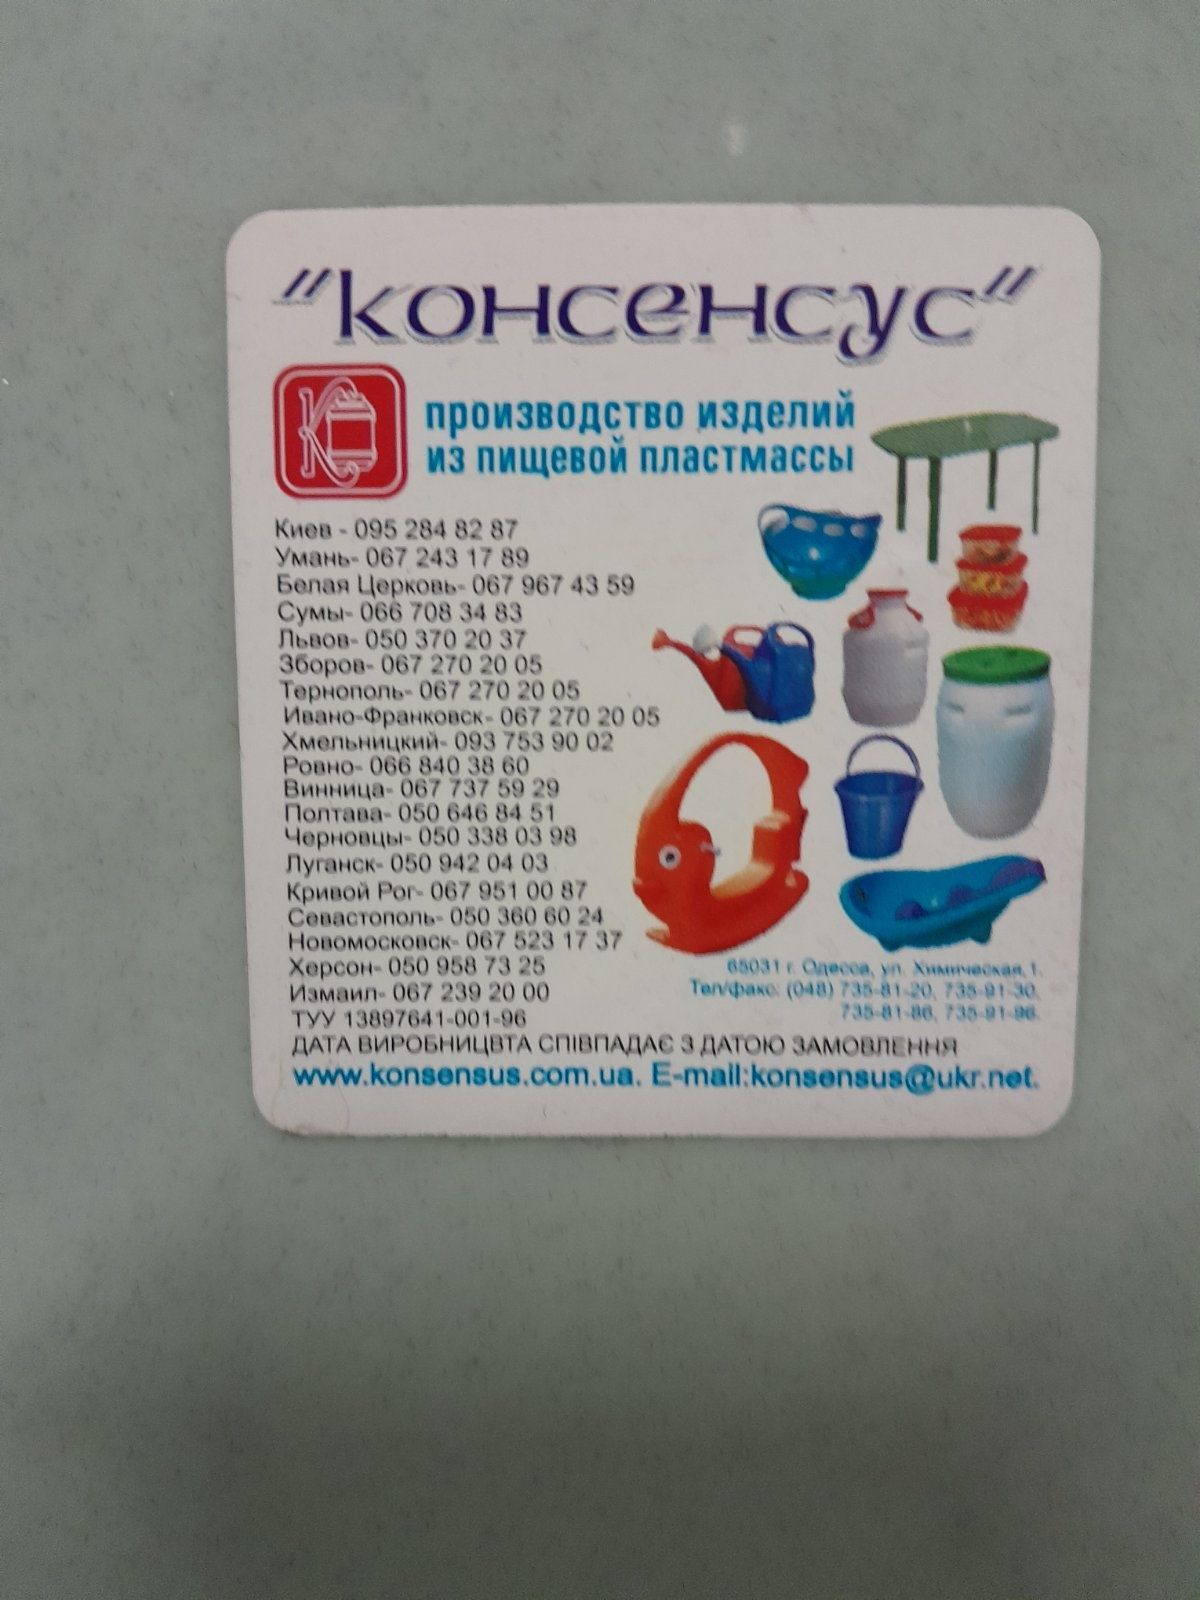 "консенсус"
производство изделий
из пищевой пластмассы
Киев - 095 284 82 87
Умань- 067 243 17 89
Белая Церковь- 067 967 43 59
Сумы- 066 708 34 83
Львов- 050 370 20 37
Зборов- 067 270 20 05
Тернополь- 067 270 20 05
Ивано-Франковск- 067 270 20 05
Хмельницкий- 093 753 90 02
Ровно- 066 840 38 60
Винница- 067 737 59 29
Полтава- 050 646 84 51
Черновцы- 050 338 03 98
Луганск- 050 942 04 03
Кривой Рог- 067 951 00 87
Севастополь- 050 360 60 24
Новомосковск- 067 523 17 37
Херсон- 050 958 73 25
Измаил- 067 239 20 00
65031 г. Одесса, ул. Химическая,1.
Тел/факс: (048) 735-81-20, 735-91-30,
735-81-86, 735-91-96.
ТУУ 13897641-001-96
ДАТА ВИРОБНИЦВТА СПІВПАДАЄ З ДАТОЮ ЗАМОВЛЕННЯ
www.konsensus.com.ua. E-mail:konsensus@ukr.net.